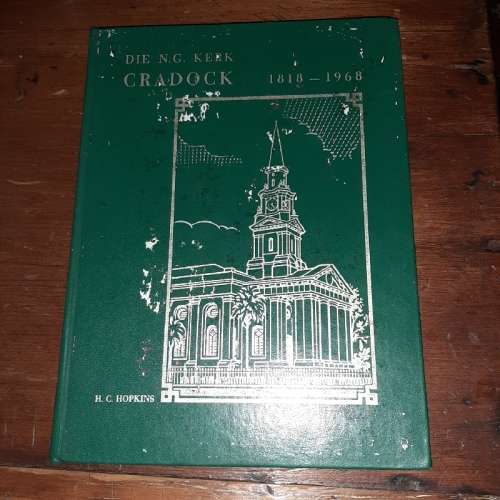 DIE N.G. KERK
CRADOCK 1818 – 1968
H. C. HOPKINS